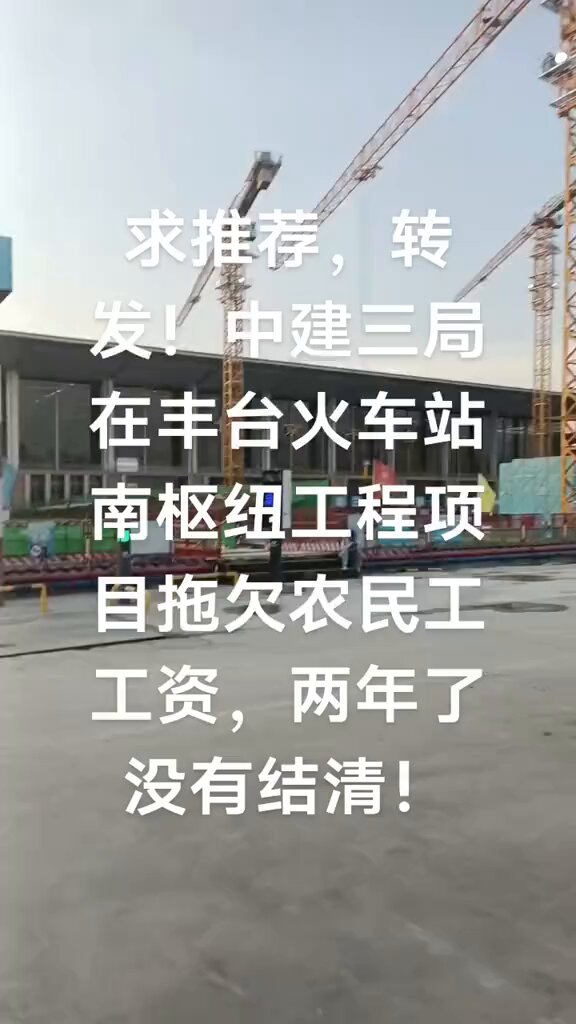 求推荐，转
发！中建三局
在丰台火车站
南枢纽工程项
目拖欠农民工
工资，两年了
没有结清！